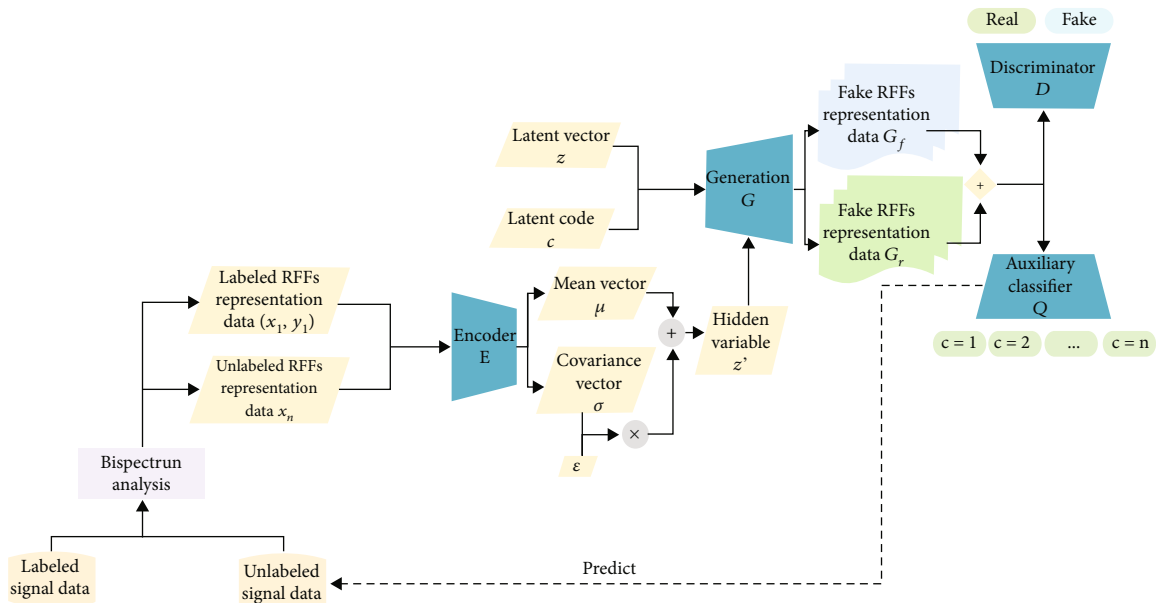 Real
Fake
Discriminator
D
Fake RFFs
representation
data G_f
Latent vector
z
Generation
G
+
Latent code
c
Fake RFFs
representation
data G_r
Auxiliary
classifier
Q
c = 1
c = 2
...
c = n
Labeled RFFs
representation
data (x_1, y_1)
Mean vector
μ
Encoder
E
+
Hidden
variable
z’
Unlabeled RFFs
representation
data x_n
Covariance
vector
σ
×
ε
Bispectrun
analysis
Labeled
signal data
Unlabeled
signal data
Predict